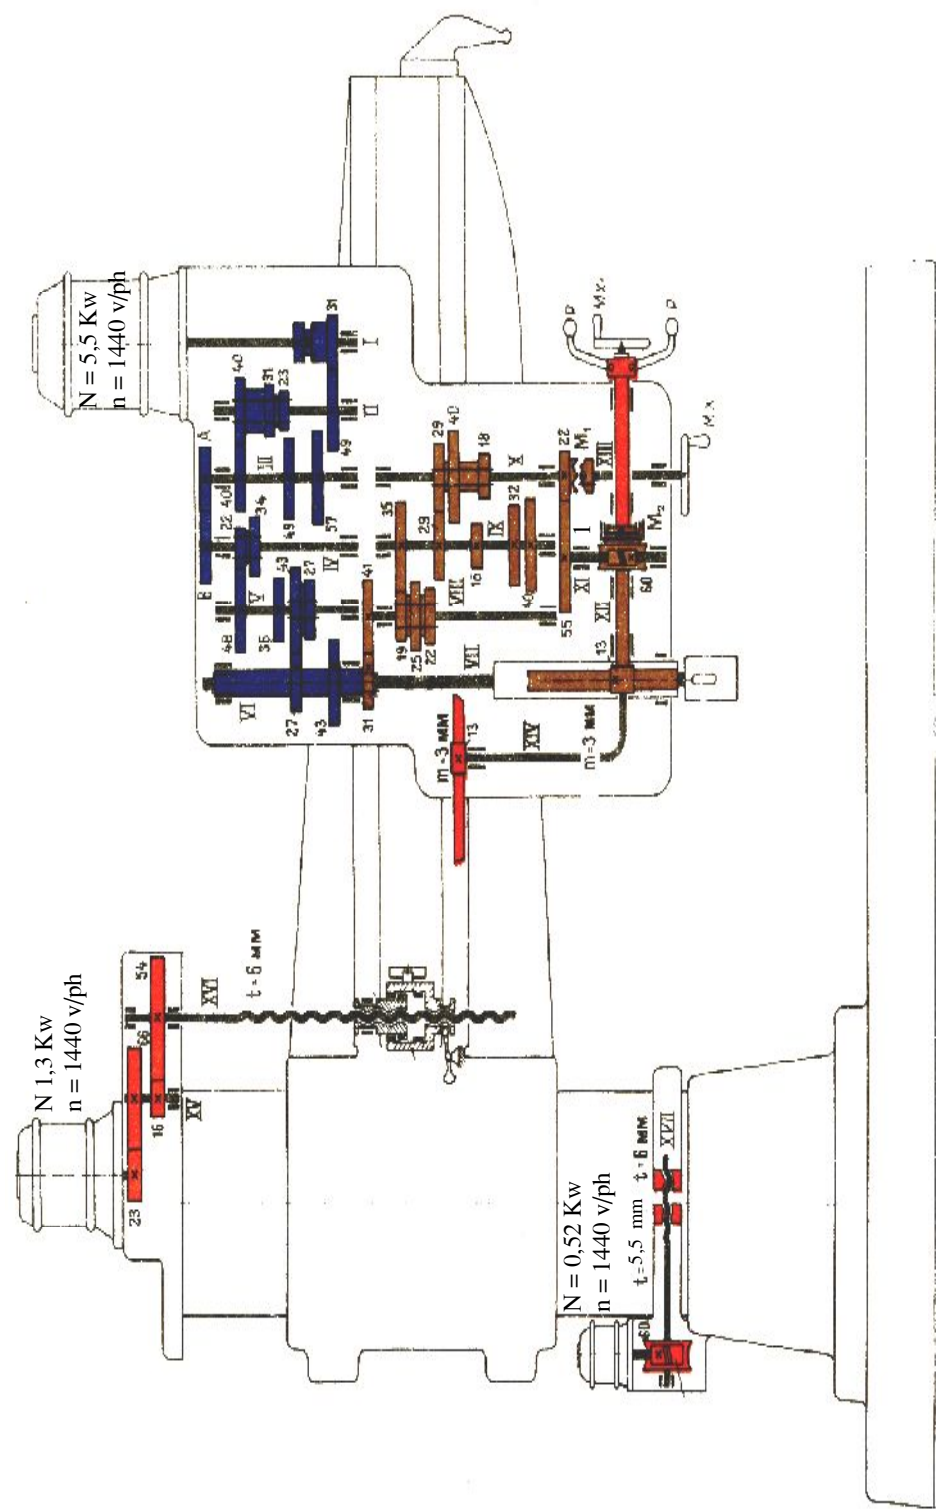 N = 5,5 Kw
n = 1440 v/ph
31
I
40
31
23
II
49
A
III
40
49
57
22
34
IV
B
43
27
V
48
36
VI
27
43
41
31
35
29
40
18
X
22
M₁
XIII
29
16
IX
32
VIII
19
25
22
55
XI
1
M₂
60
XII
13
VII
P
Mx
P
M.X
m=3 мм
13
XIV
m=3 мм
N 1,3 Kw
n = 1440 v/ph
54
66
XVI
t=6 мм
16
XV
23
N = 0,52 Kw
n = 1440 v/ph
t=5,5 mm
t=6 мм
XVII